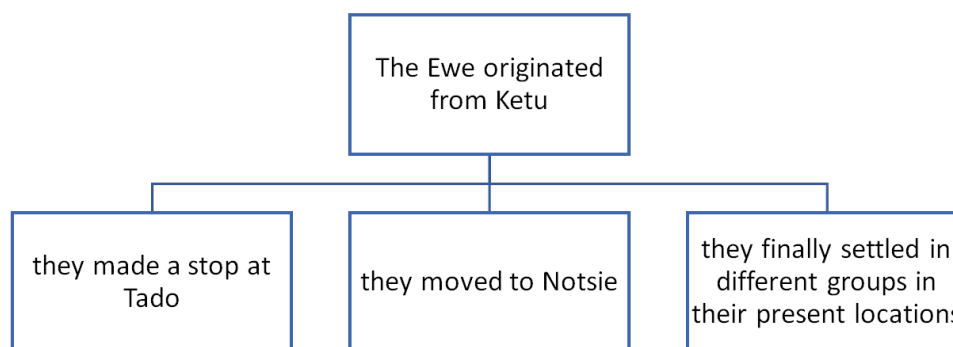 The Ewe originated
from Ketu
they made a stop at
Tado
they moved to Notsie
they finally settled in
different groups in
their present locations